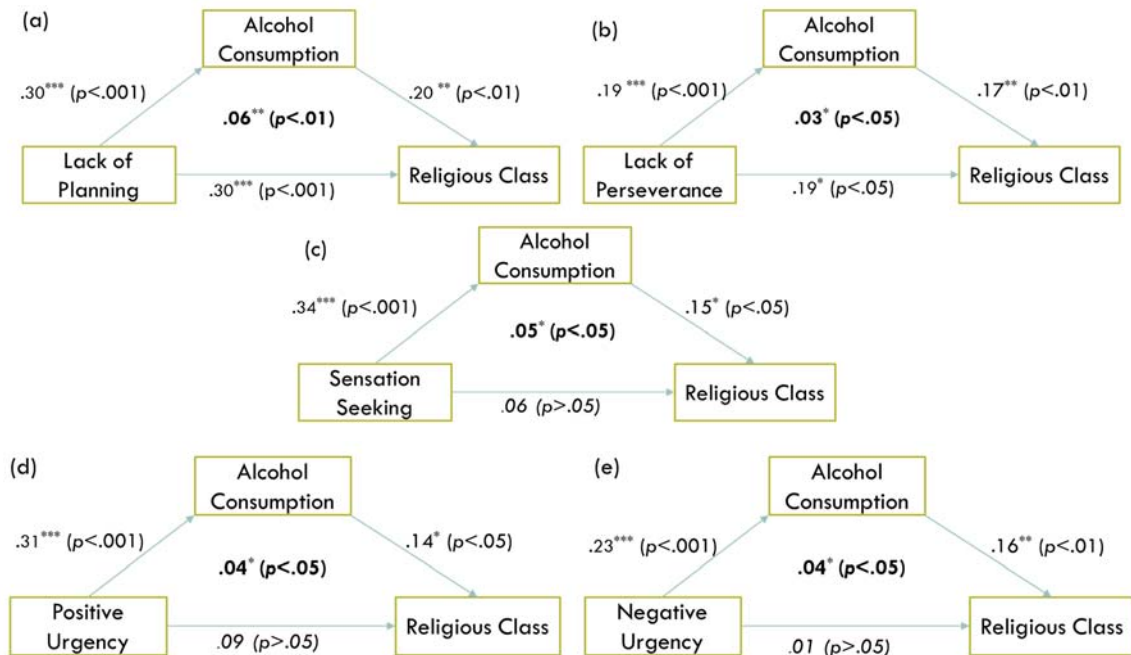 (a)
Alcohol
Consumption
.30*** (p<.001)
.20 ** (p<.01)
.06** (p<.01)
Lack of
Planning
Religious Class
.30*** (p<.001)
(b)
Alcohol
Consumption
.19 *** (p<.001)
.17** (p<.01)
.03* (p<.05)
Lack of
Perseverance
Religious Class
.19* (p<.05)
(c)
Alcohol
Consumption
.34*** (p<.001)
.15* (p<.05)
.05* (p<.05)
Sensation
Seeking
Religious Class
.06 (p>.05)
(d)
Alcohol
Consumption
.31*** (p<.001)
.14* (p<.05)
.04* (p<.05)
Positive
Urgency
Religious Class
.09 (p>.05)
(e)
Alcohol
Consumption
.23*** (p<.001)
.16** (p<.01)
.04* (p<.05)
Negative
Urgency
Religious Class
.01 (p>.05)